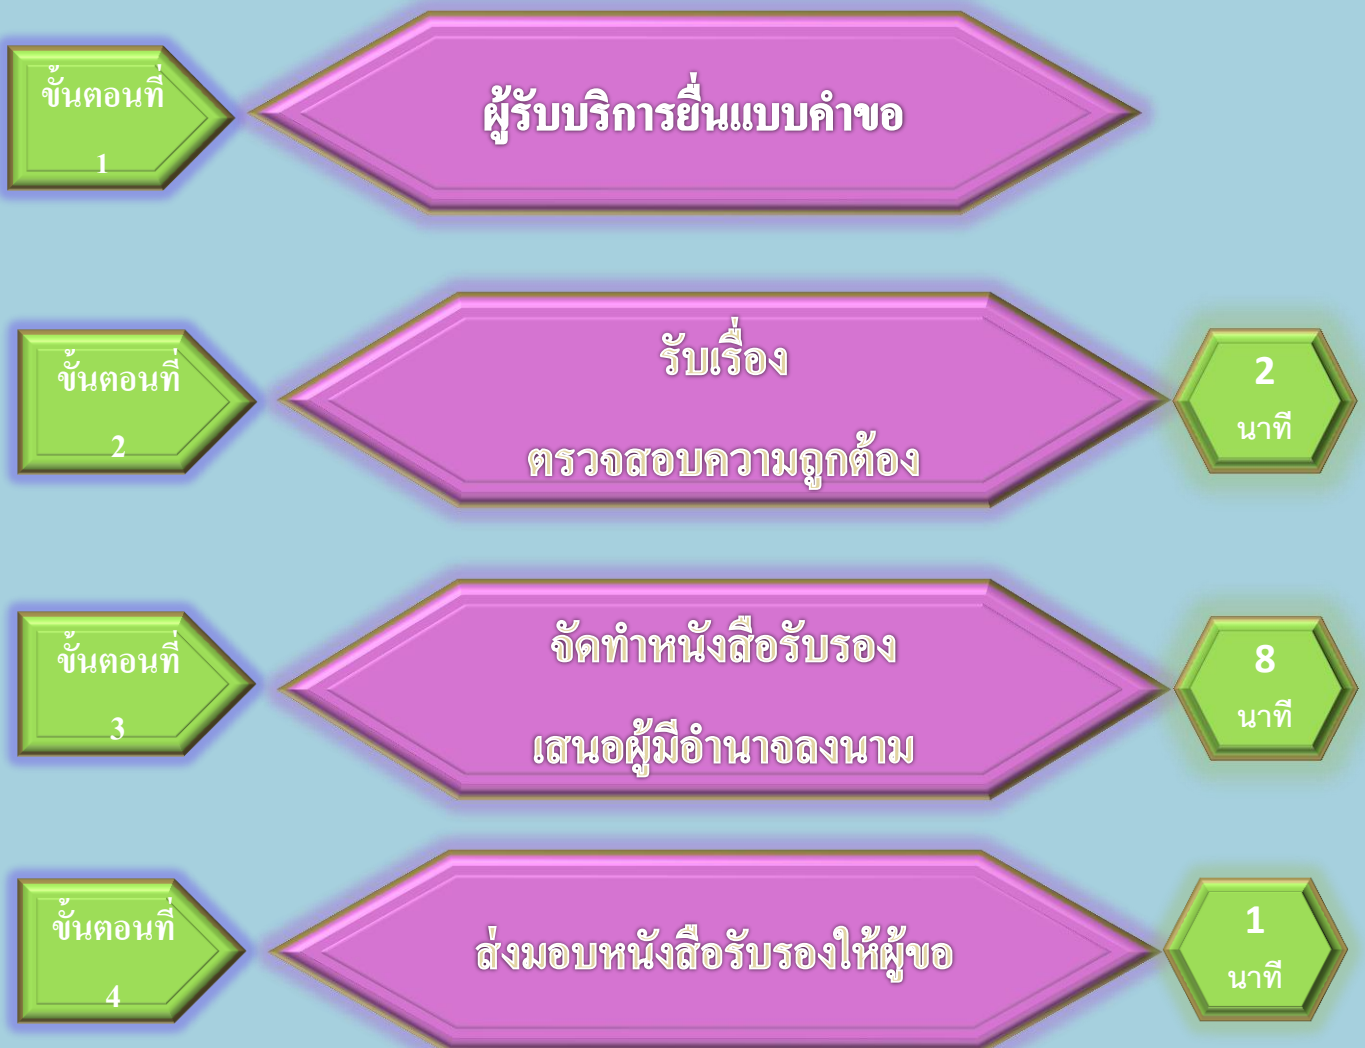 ขั้นตอนที่
1
ผู้รับบริการยื่นแบบคำขอ
ขั้นตอนที่
2
รับเรื่อง
ตรวจสอบความถูกต้อง
2
นาที
ขั้นตอนที่
3
จัดทำหนังสือรับรอง
เสนอผู้มีอำนาจลงนาม
8
นาที
ขั้นตอนที่
4
ส่งมอบหนังสือรับรองให้ผู้ขอ
1
นาที